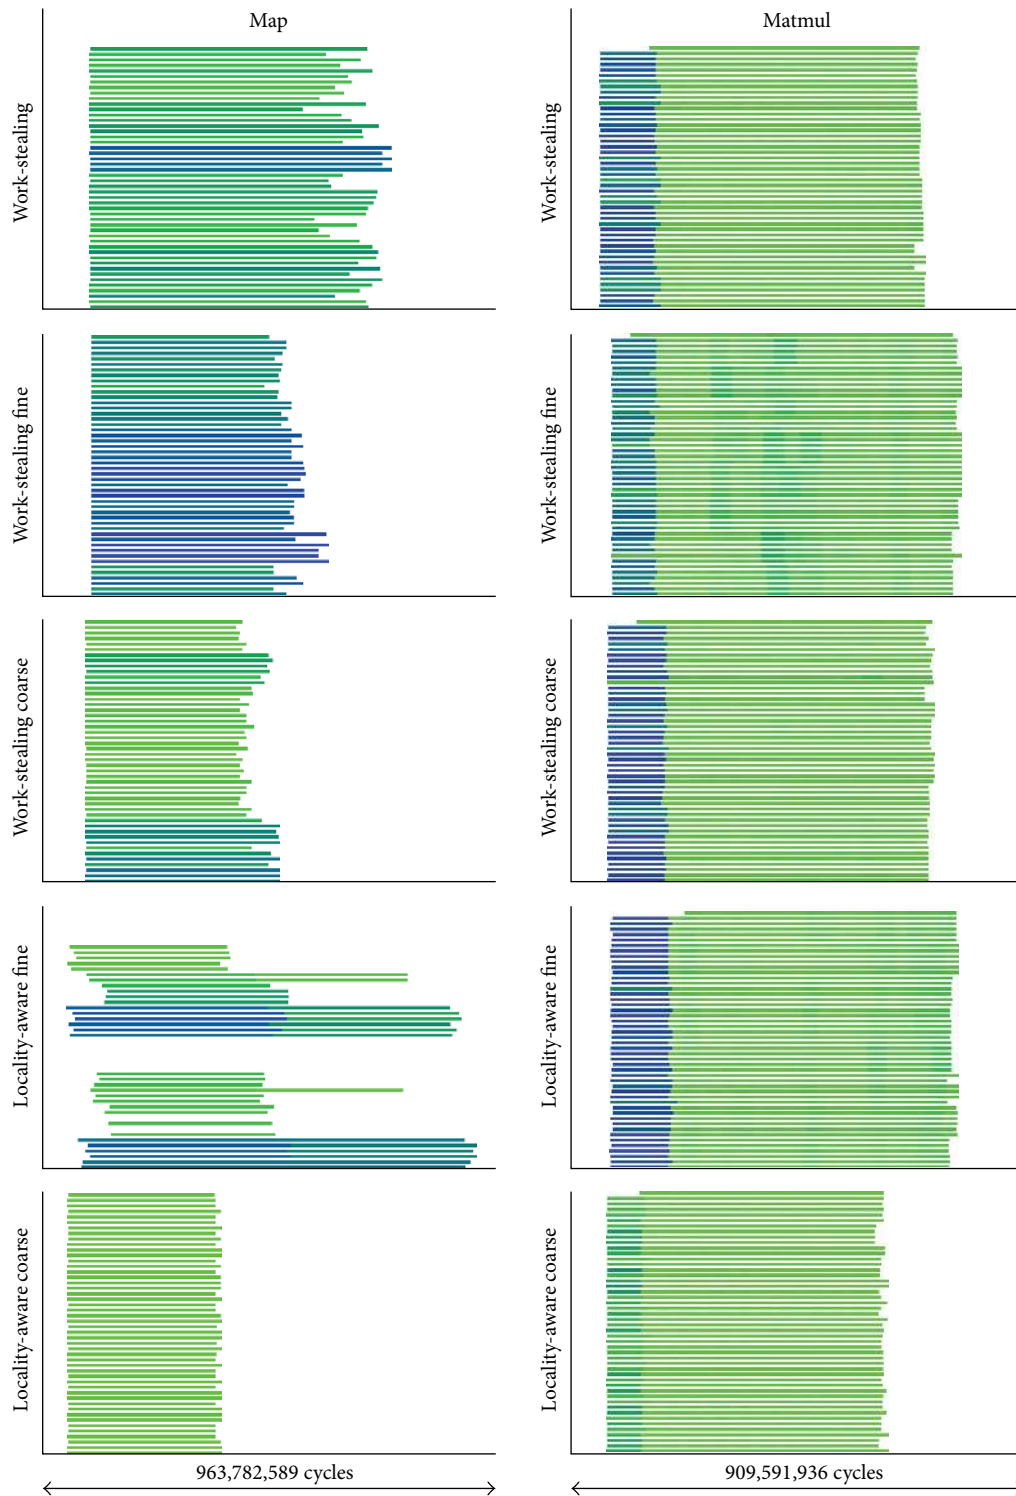 Map
Matmul
Work-stealing
Work-stealing
Work-stealing fine
Work-stealing fine
Work-stealing coarse
Work-stealing coarse
Locality-aware fine
Locality-aware fine
Locality-aware coarse
Locality-aware coarse
963,782,589 cycles
909,591,936 cycles